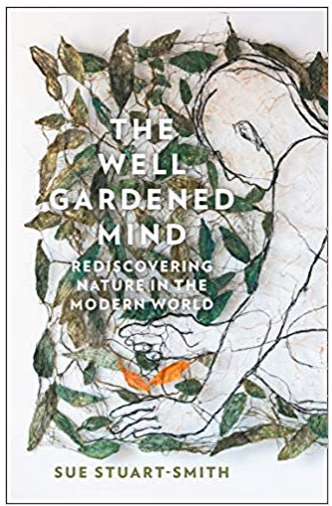 THE
WELL
GARDENED
MIND
REDISCOVERING
NATURE IN THE
MODERN WORLD
SUE STUART-SMITH